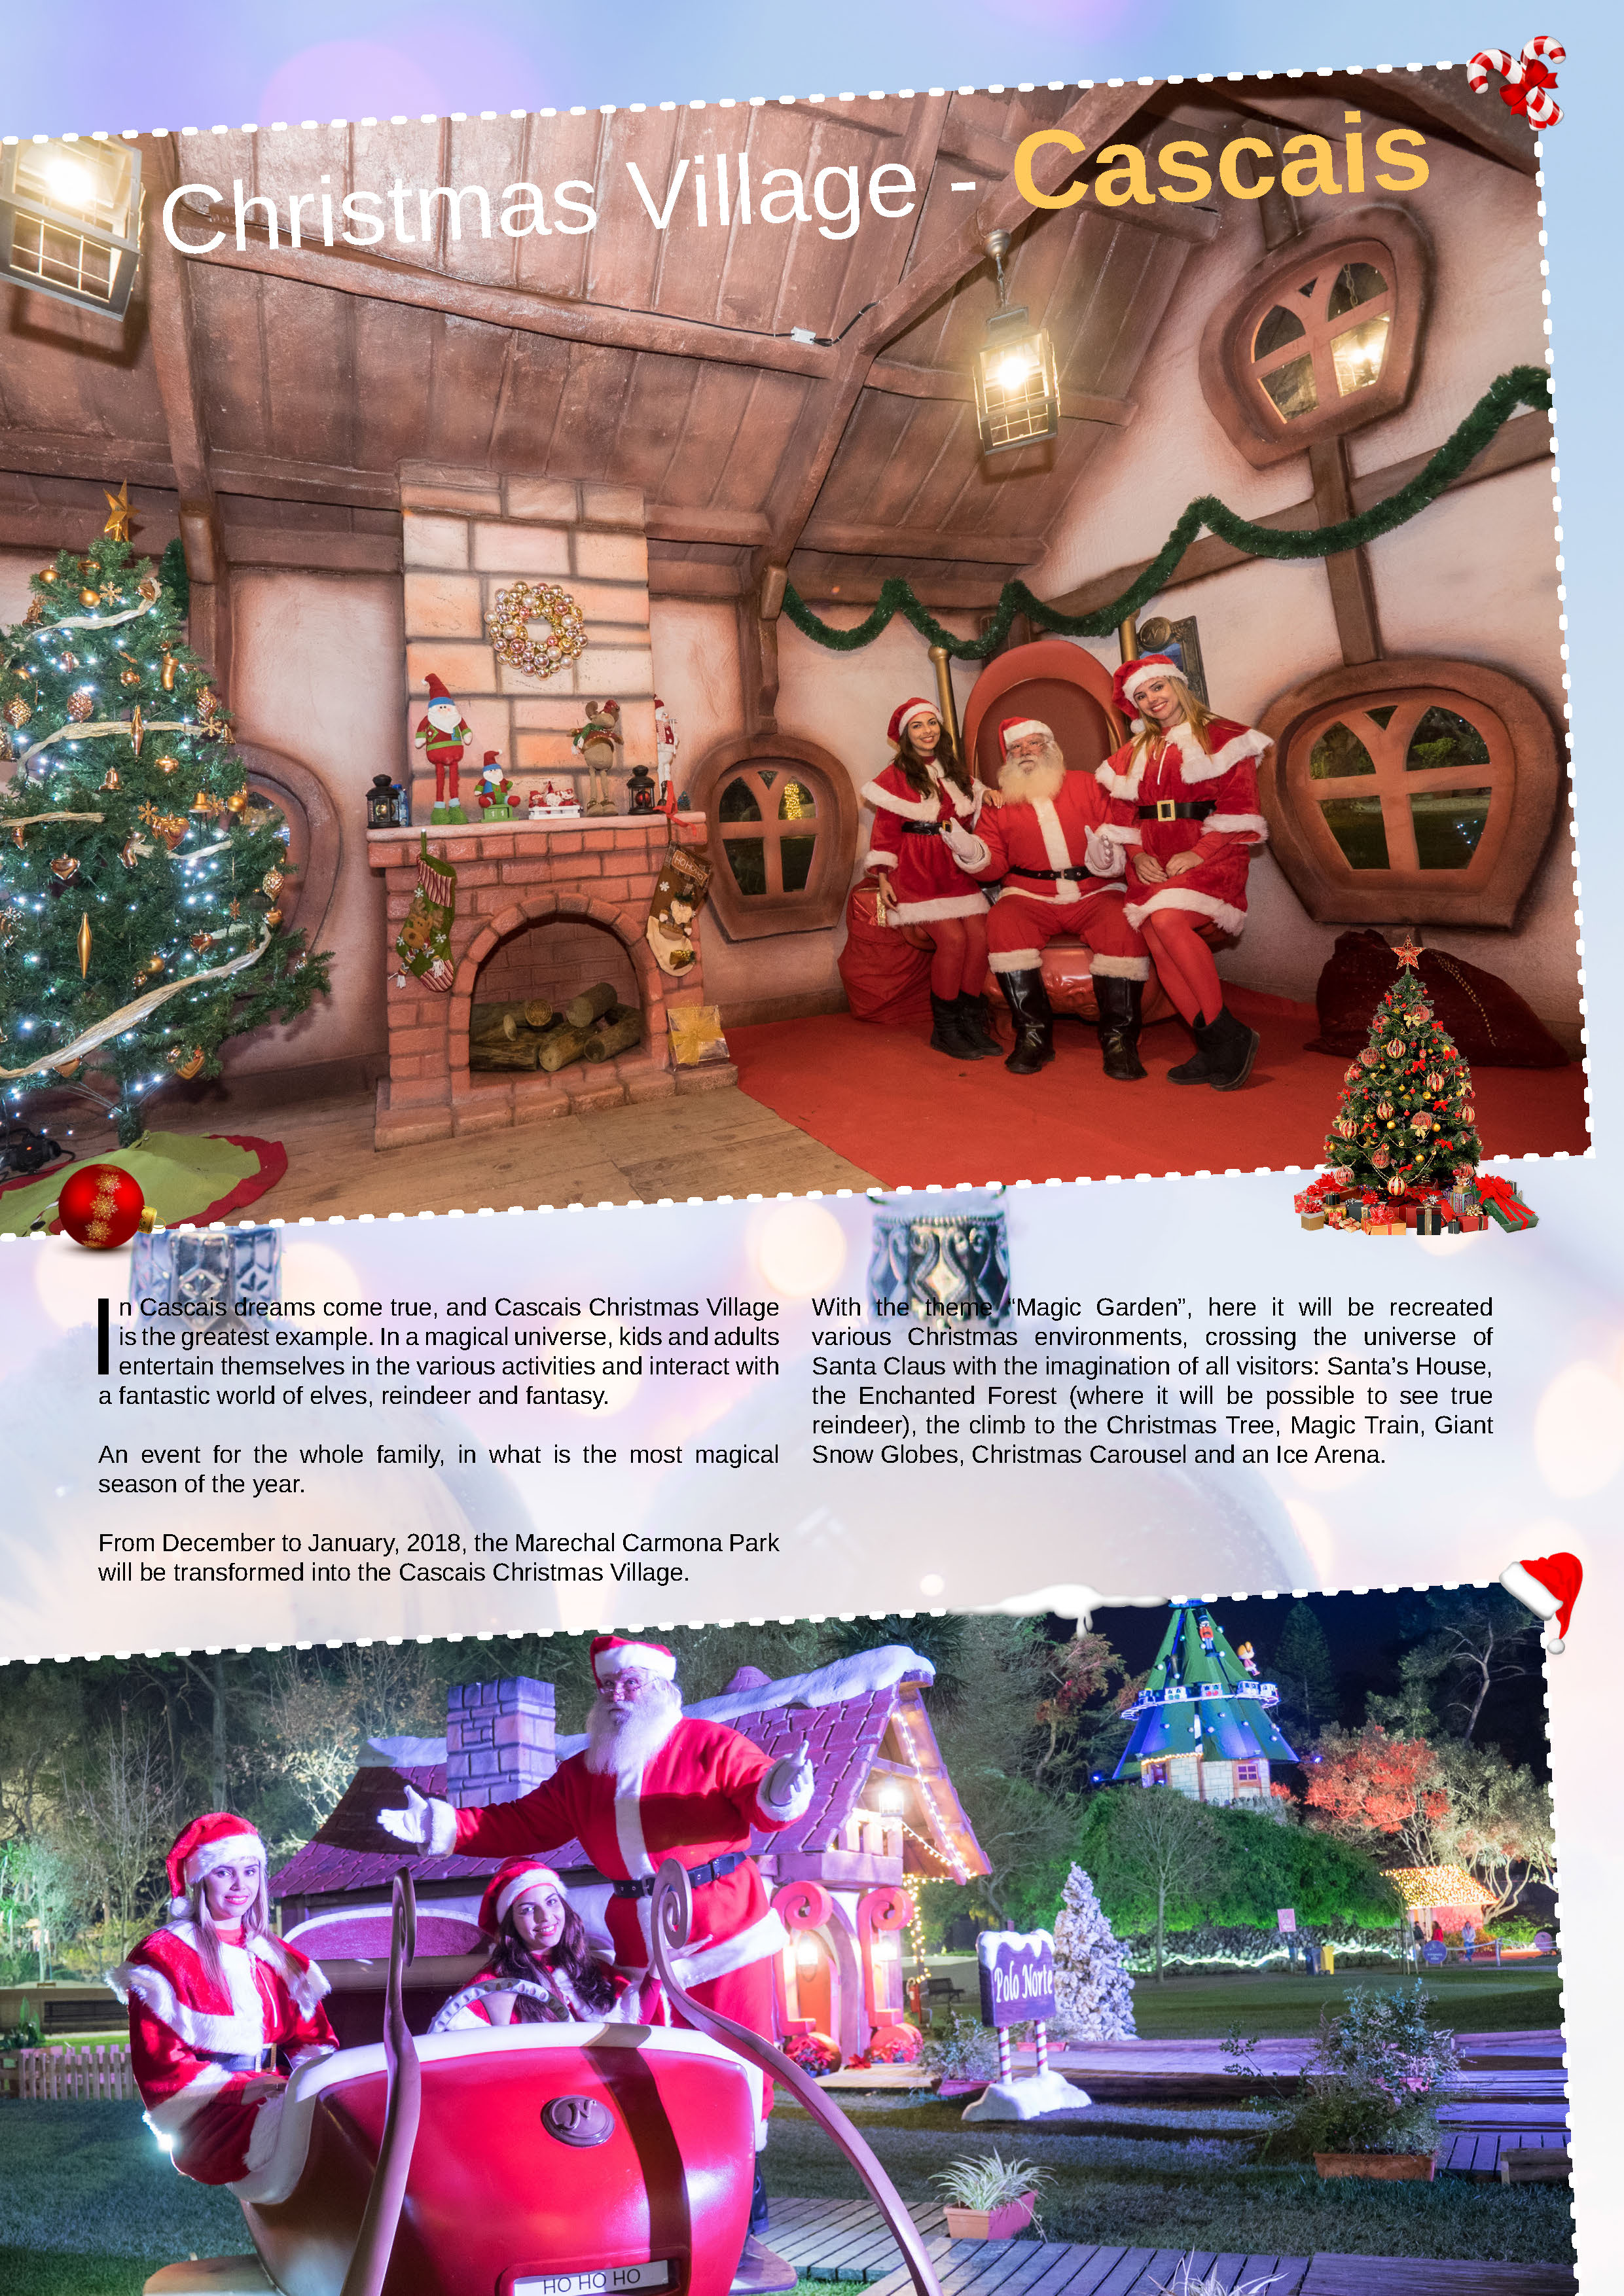 Christmas Village - Cascais
HO HO HO
In Cascais dreams come true, and Cascais Christmas Village
is the greatest example. In a magical universe, kids and adults
entertain themselves in the various activities and interact with
a fantastic world of elves, reindeer and fantasy.
An event for the whole family, in what is the most magical
season of the year.
From December to January, 2018, the Marechal Carmona Park
will be transformed into the Cascais Christmas Village.
With the theme “Magic Garden”, here it will be recreated
various Christmas environments, crossing the universe of
Santa Claus with the imagination of all visitors: Santa’s House,
the Enchanted Forest (where it will be possible to see true
reindeer), the climb to the Christmas Tree, Magic Train, Giant
Snow Globes, Christmas Carousel and an Ice Arena.
Polo Norte
HO HO HO